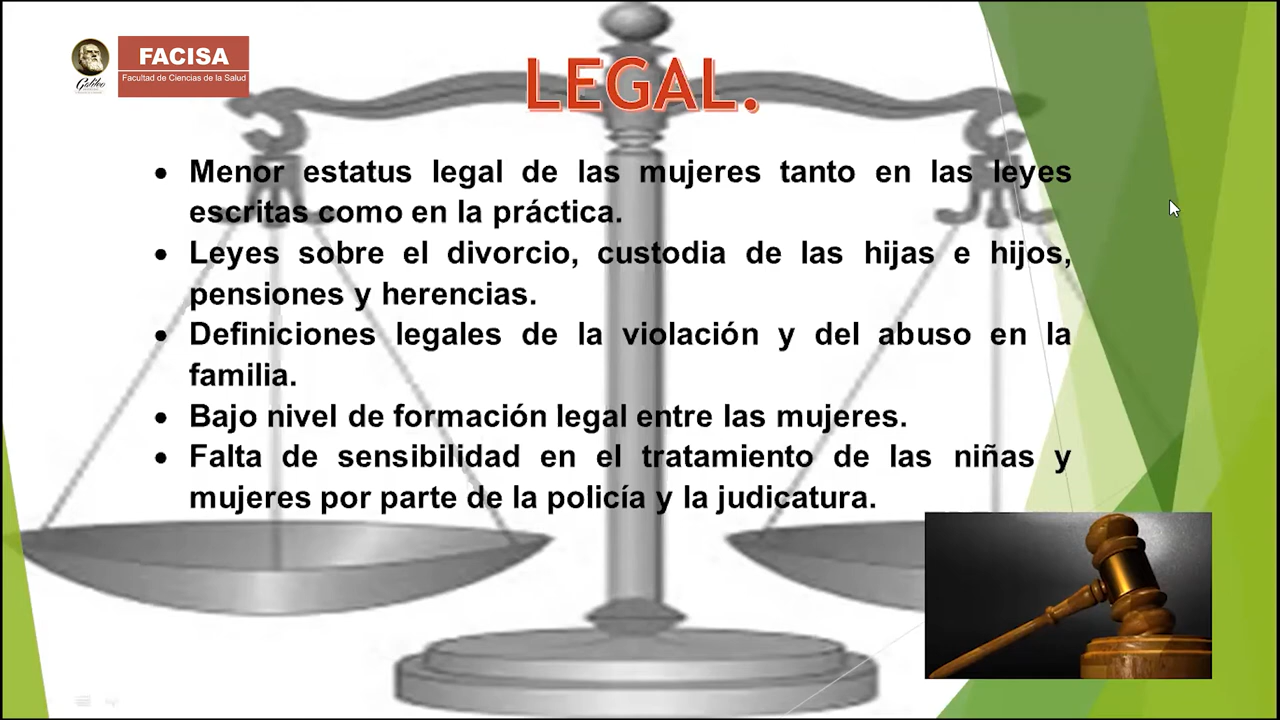 FACISA
Facultad de Ciencias de la Salud
Galileo
LEGAL.
• Menor estatus legal de las mujeres tanto en las leyes
escritas como en la práctica.
• Leyes sobre el divorcio, custodia de las hijas e hijos,
pensiones y herencias.
• Definiciones legales de la violación y del abuso en la
familia.
• Bajo nivel de formación legal entre las mujeres.
• Falta de sensibilidad en el tratamiento de las niñas y
mujeres por parte de la policía y la judicatura.